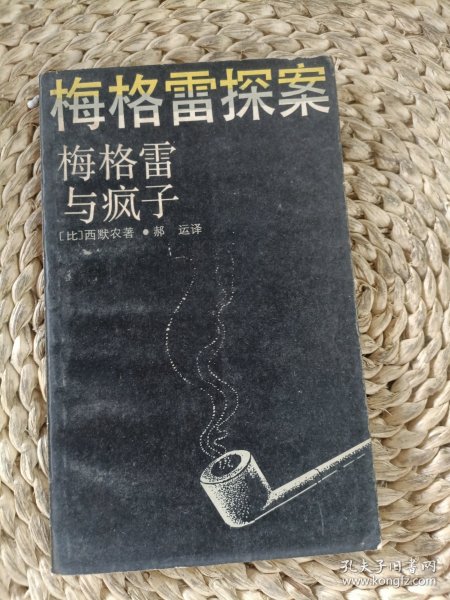 梅格雷探案
梅格雷
与疯子
〔比〕西默农著 • 郝 运译
孔夫子旧书网
www.kongfz.com